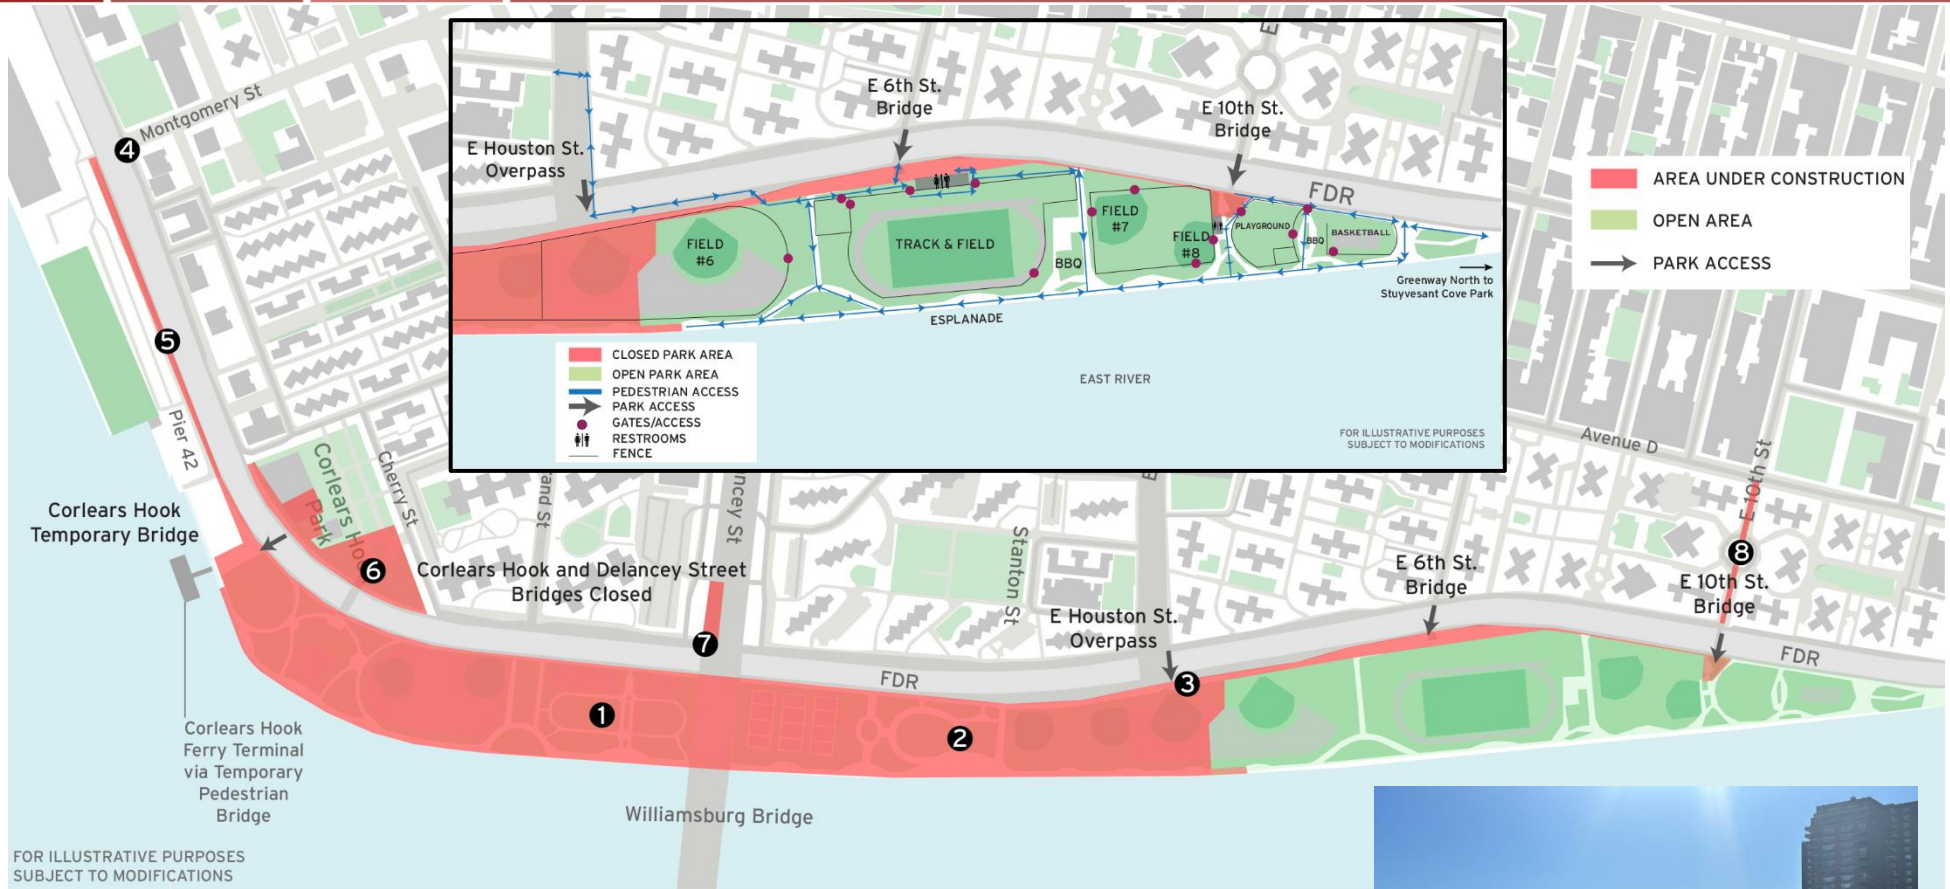 Montgomery St
4
5
Pier 42
Corlears Hook
Park
Cherry St
Corlears Hook
Temporary Bridge
6
Corlears Hook and Delancey Street
Bridges Closed
7
Stanton St
E Houston St.
Overpass
3
E 6th St.
Bridge
Avenue D
E 10th St
8
E 10th St.
Bridge
FDR
FDR
1
2
Corlears Hook
Ferry Terminal
via Temporary
Pedestrian
Bridge
Williamsburg Bridge
FOR ILLUSTRATIVE PURPOSES
SUBJECT TO MODIFICATIONS
AREA UNDER CONSTRUCTION
OPEN AREA
PARK ACCESS
E 6th St.
Bridge
E 10th St.
Bridge
E Houston St.
Overpass
FDR
FIELD
#6
TRACK & FIELD
BBQ
FIELD
#7
FIELD
#8
PLAYGROUND
BBQ
BASKETBALL
Greenway North to
Stuyvesant Cove Park
ESPLANADE
EAST RIVER
CLOSED PARK AREA
OPEN PARK AREA
PEDESTRIAN ACCESS
PARK ACCESS
GATES/ACCESS
RESTROOMS
FENCE
FOR ILLUSTRATIVE PURPOSES
SUBJECT TO MODIFICATIONS